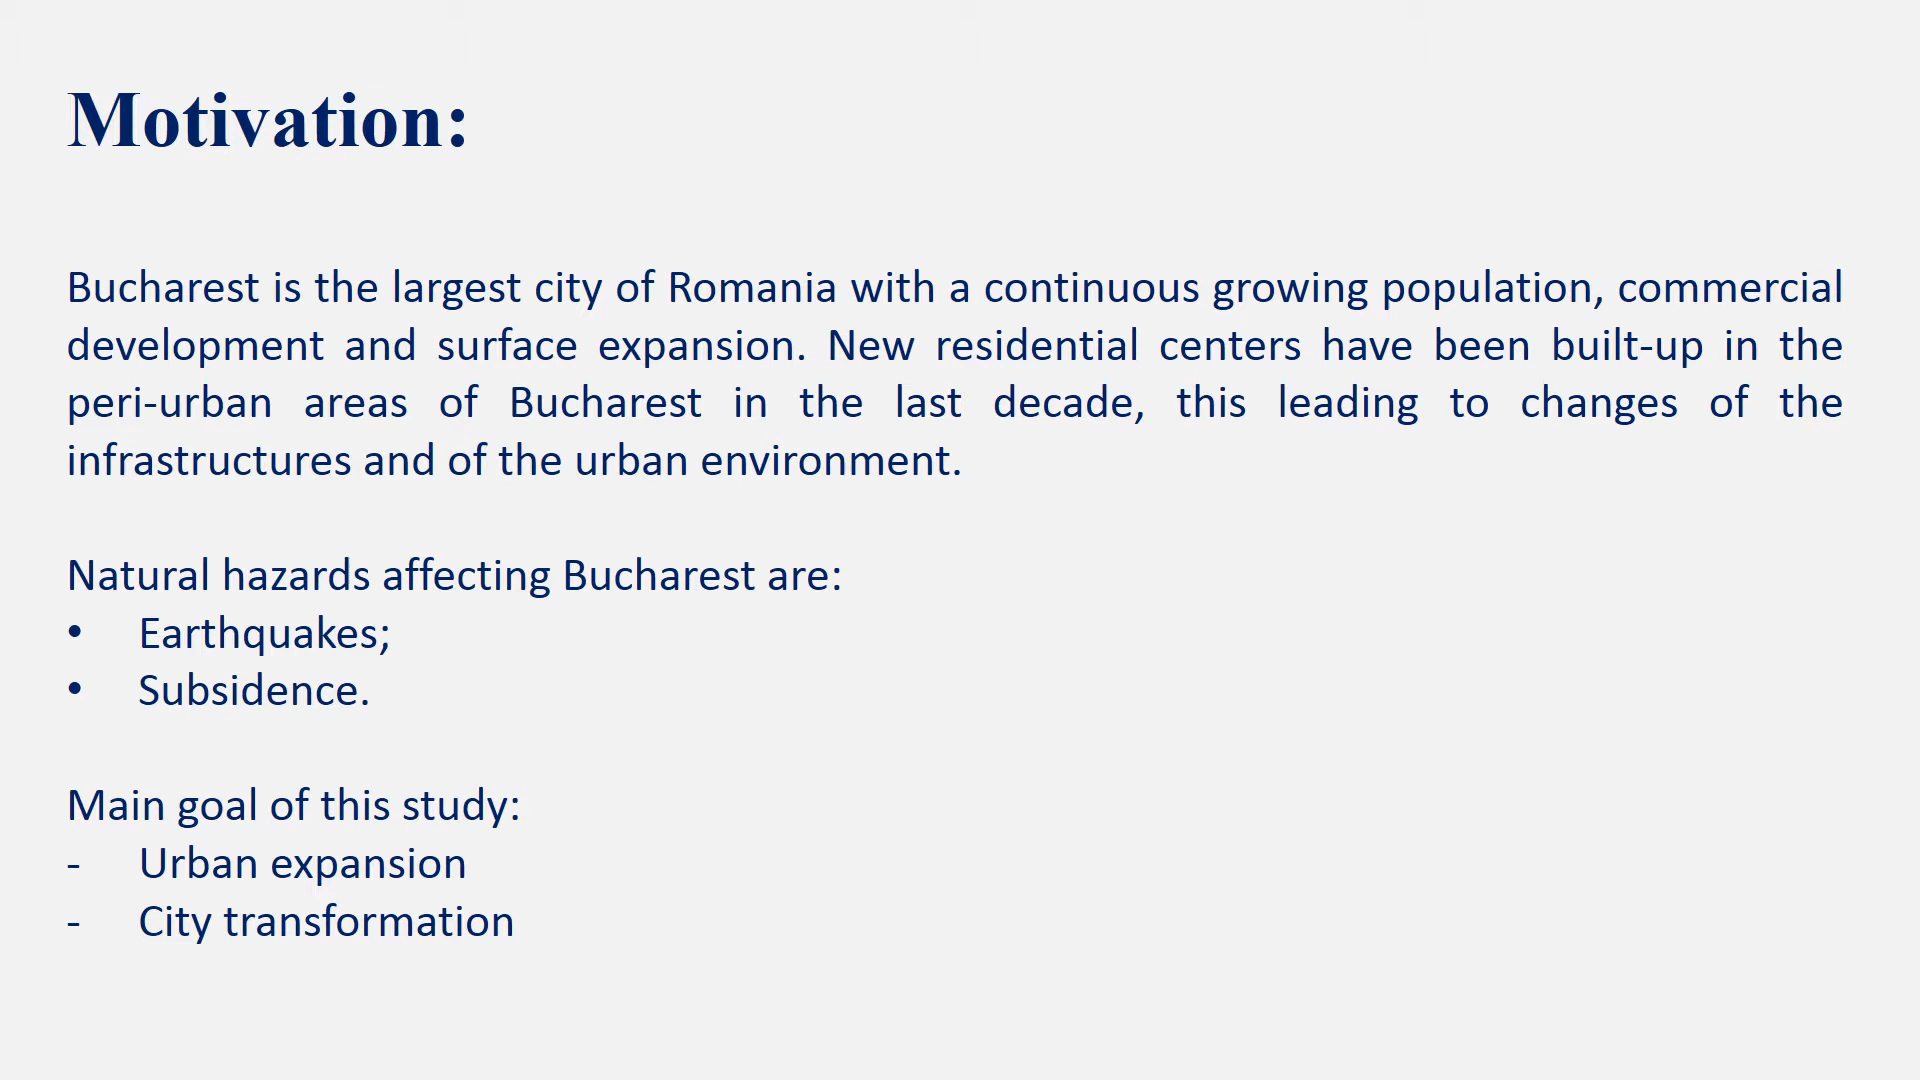 Motivation:
Bucharest is the largest city of Romania with a continuous growing population, commercial
development and surface expansion. New residential centers have been built-up in the
peri-urban areas of Bucharest in the last decade, this leading to changes of the
infrastructures and of the urban environment.
Natural hazards affecting Bucharest are:
• Earthquakes;
• Subsidence.
Main goal of this study:
- Urban expansion
- City transformation